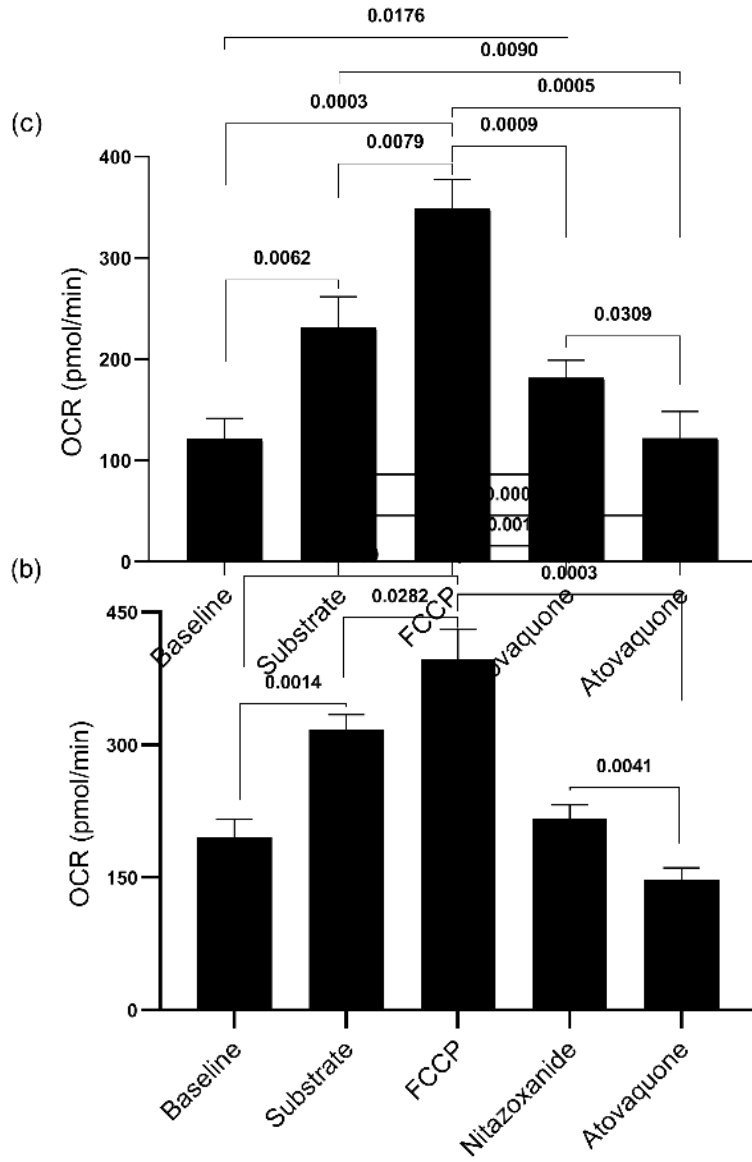 0.0176
0.0090
0.0003
0.0005
(c)
0.0079
0.0009
400
300
0.0062
0.0309
200
100
0
OCR (pmol/min)
Baseline
Substrate
FCCP
Atovaquone
(b)
0.0003
0.0282
450
0.0014
300
0.0041
150
0
OCR (pmol/min)
Baseline
Substrate
FCCP
Nitazoxanide
Atovaquone